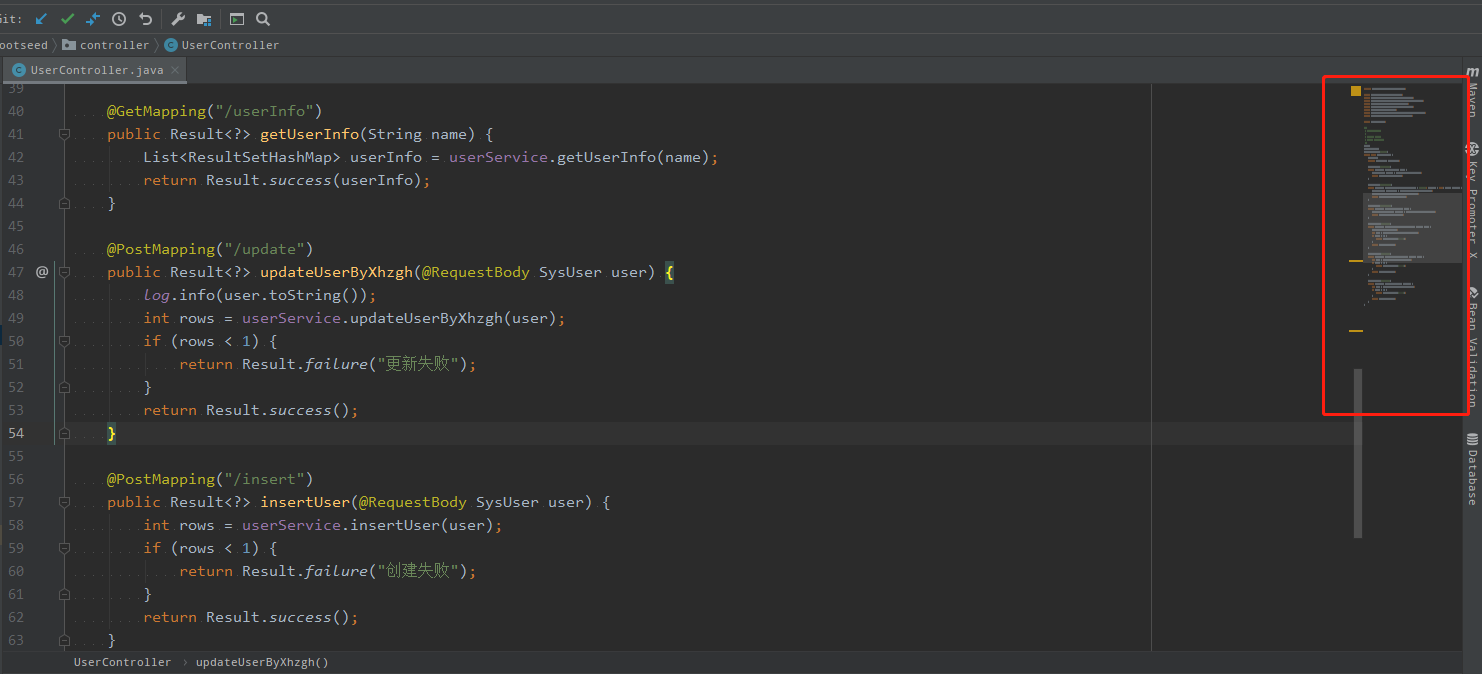 Git:
ootseed controller UserController
UserController.java
39
40 @GetMapping("/userInfo")
41 public Result<?> getUserInfo(String name) {
42 List<ResultSetHashMap> userInfo = userService.getUserInfo(name);
43 return Result.success(userInfo);
44 }
45
46 @PostMapping("/update")
47 @ public Result<?> updateUserByXhzgh(@RequestBody SysUser user) {
48 log.info(user.toString());
49 int rows = userService.updateUserByXhzgh(user);
50 if (rows < 1) {
51 return Result.failure("更新失败");
52 }
53 return Result.success();
54 }
55
56 @PostMapping("/insert")
57 public Result<?> insertUser(@RequestBody SysUser user) {
58 int rows = userService.insertUser(user);
59 if (rows < 1) {
60 return Result.failure("创建失败");
61 }
62 return Result.success();
63 }
UserController › updateUserByXhzgh()
Maven
Key Promoter X
Bean Validation
Database